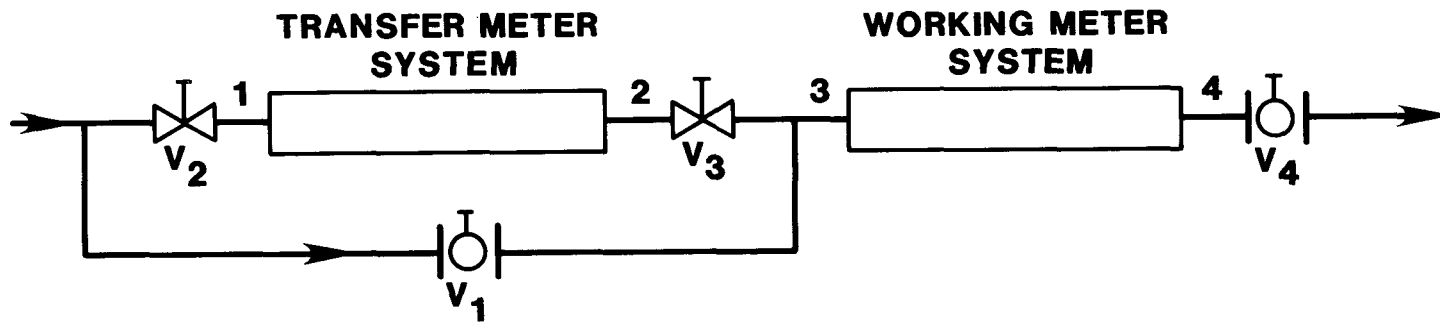 TRANSFER METER
SYSTEM
WORKING METER
SYSTEM
1
2
3
4
V2
V3
V4
V1